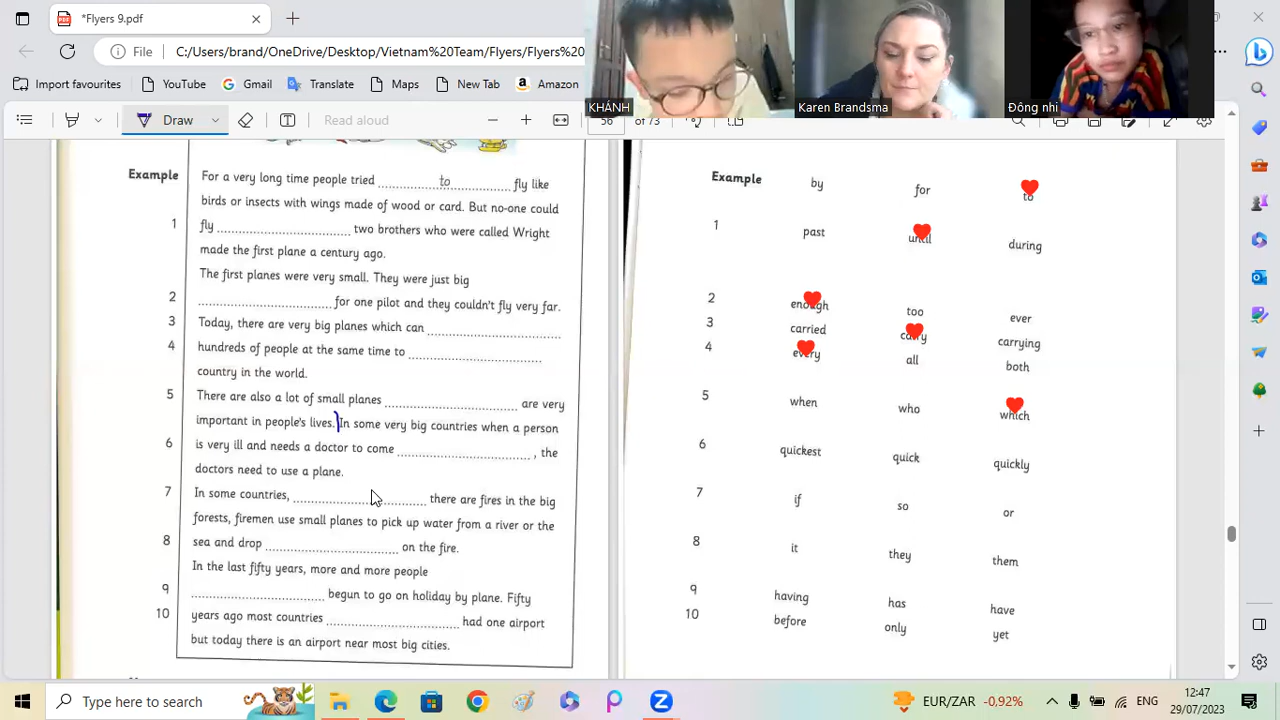 *Flyers 9.pdf
File
C:/Users/brand/OneDrive/Desktop/Vietnam%20Team/Flyers/Flyers%20
Import favourites
YouTube
Gmail
Translate
New Tab
Amazon
KHÁNH
Karen Brandsma
Đông nhi
Draw
Read aloud
56 of 73
Example For a very long time people tried to fly like
birds or insects with wings made of wood or card. But no-one could
1 fly two brothers who were called Wright
made the first plane a century ago.
The first planes were very small. They were just big
2 for one pilot and they couldn't fly very far.
3 Today, there are very big planes which can
4 hundreds of people at the same time to
country in the world.
5 There are also a lot of small planes are very
important in people's lives. In some very big countries when a person
6 is very ill and needs a doctor to come , the
doctors need to use a plane.
7 In some countries, there are fires in the big
forests, firemen use small planes to pick up water from a river or the
8 sea and drop on the fire.
In the last fifty years, more and more people
9 begun to go on holiday by plane. Fifty
10 years ago most countries had one airport
but today there is an airport near most big cities.
Example by for to
1 past until during
2 enough too ever
3 carried carry carrying
4 every all both
5 when who which
6 quickest quick quickly
7 if so or
8 it they them
9 having has have
10 before only yet
Type here to search
EUR/ZAR -0,92%
ENG
12:47
29/07/2023